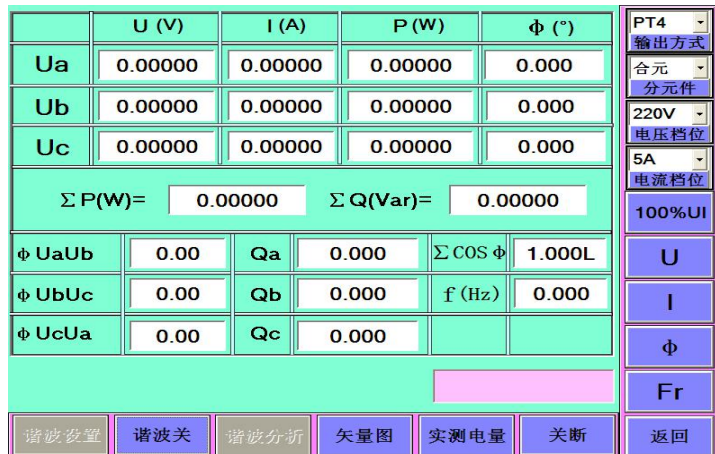 U (V) I (A) P (W) Φ (°)
Ua 0.00000 0.00000 0.00000 0.000
Ub 0.00000 0.00000 0.00000 0.000
Uc 0.00000 0.00000 0.00000 0.000
ΣP(W)= 0.00000 ΣQ(Var)= 0.00000
Φ UaUb 0.00 Qa 0.000 ΣCOSΦ 1.000L
Φ UbUc 0.00 Qb 0.000 f(Hz) 0.000
Φ UcUa 0.00 Qc 0.000
谐波设置 谐波关 谐波分析 矢量图 实测电量 关断
PT4
输出方式
合元
分元件
220V
电压档位
5A
电流档位
100%UI
U
I
Φ
Fr
返回